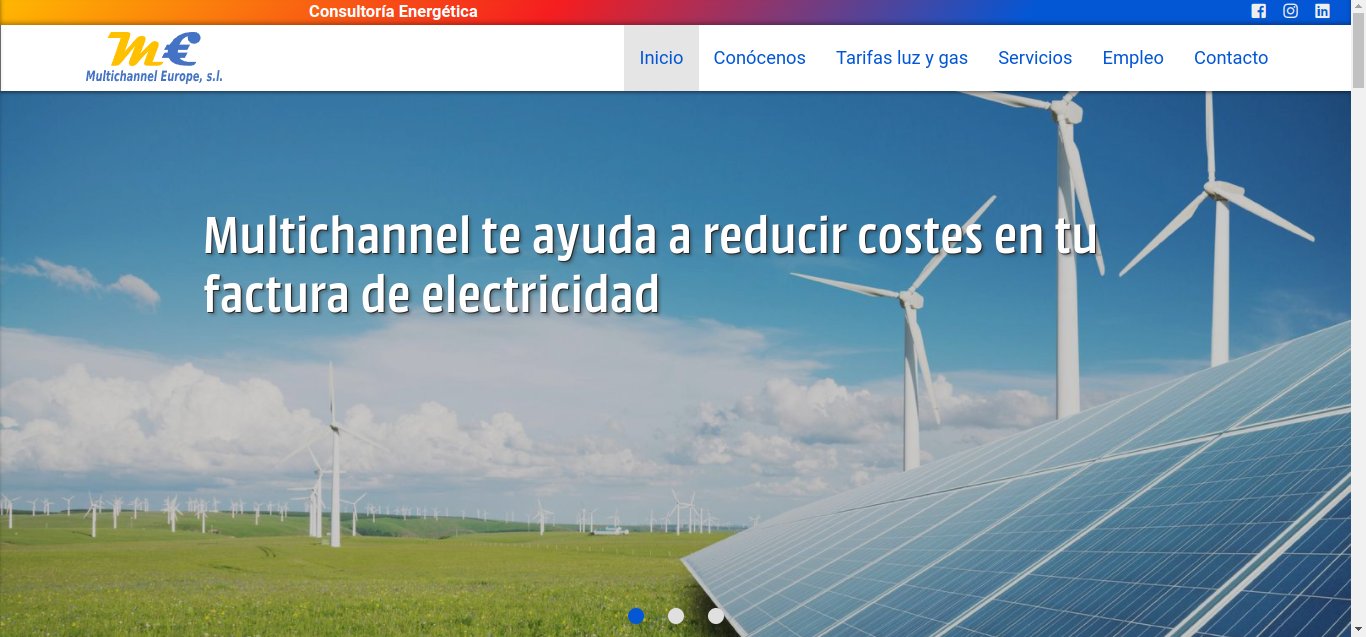 Consultoría Energética
M€
Multichannel Europe, s.l.
Inicio
Conócenos
Tarifas luz y gas
Servicios
Empleo
Contacto
Multichannel te ayuda a reducir costes en tu
factura de electricidad